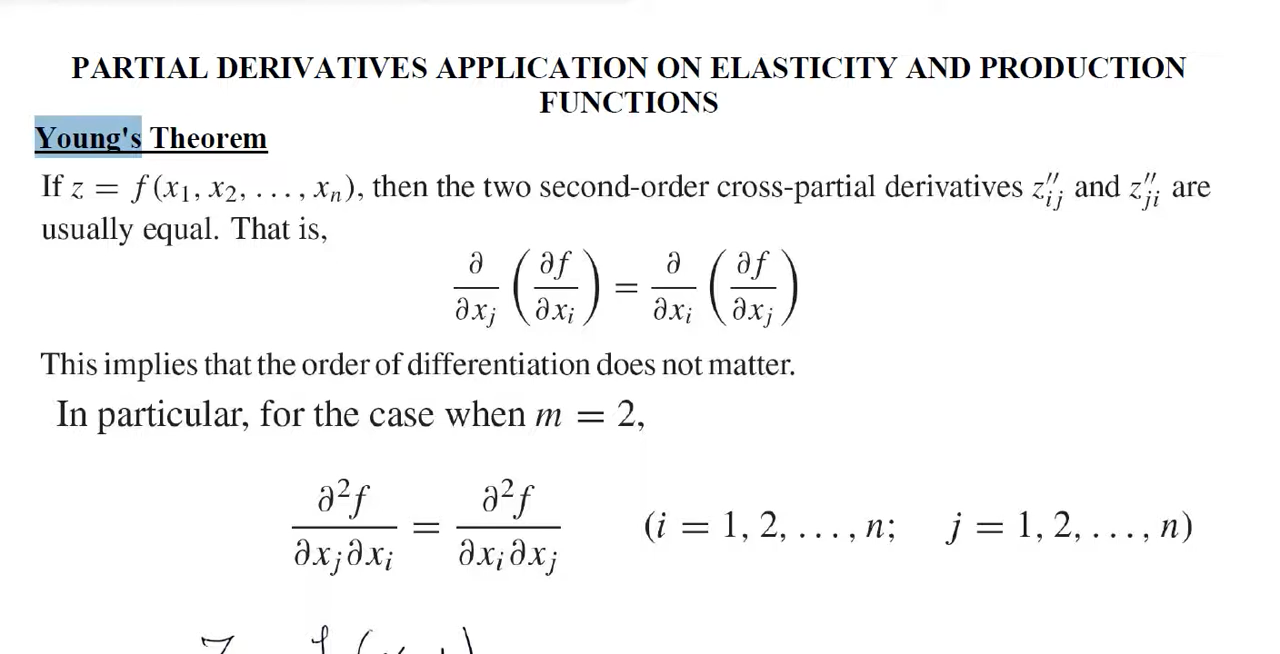 PARTIAL DERIVATIVES APPLICATION ON ELASTICITY AND PRODUCTION
FUNCTIONS
Young's Theorem
If z = f(x₁, x₂, . . . , xₙ), then the two second-order cross-partial derivatives z″ᵢⱼ and z″ⱼᵢ are
usually equal. That is,
∂/∂xⱼ (∂f/∂xᵢ) = ∂/∂xᵢ (∂f/∂xⱼ)
This implies that the order of differentiation does not matter.
In particular, for the case when m = 2,
∂²f/∂xⱼ∂xᵢ = ∂²f/∂xᵢ∂xⱼ (i = 1, 2, . . . , n; j = 1, 2, . . . , n)